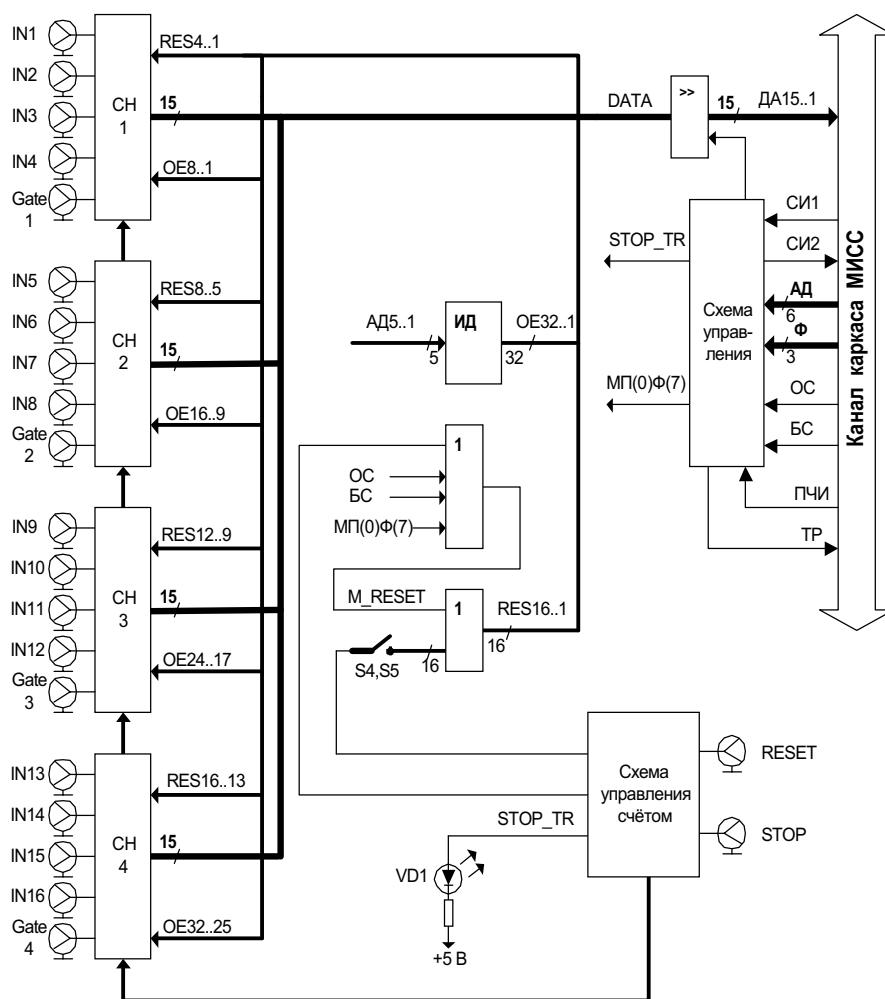 IN1
IN2
IN3
IN4
Gate
1
CH
1
RES4..1
15
OE8..1
DATA
>>
15
ДА15..1
IN5
IN6
IN7
IN8
Gate
2
CH
2
RES8..5
15
OE16..9
АД5..1
5
ИД
OE32..1
32
STOP_TR
МП(0)Ф(7)
Схема
управ-
ления
СИ1
СИ2
АД
6
Ф
3
ОС
БС
ПЧИ
ТР
Канал каркаса МИСС
1
ОС
БС
МП(0)Ф(7)
IN9
IN10
IN11
IN12
Gate
3
CH
3
RES12..9
15
OE24..17
M_RESET
1
RES16..1
16
16
S4,S5
IN13
IN14
IN15
IN16
Gate
4
CH
4
RES16..13
15
OE32..25
STOP_TR
VD1
+5 В
Схема
управления
счётом
RESET
STOP